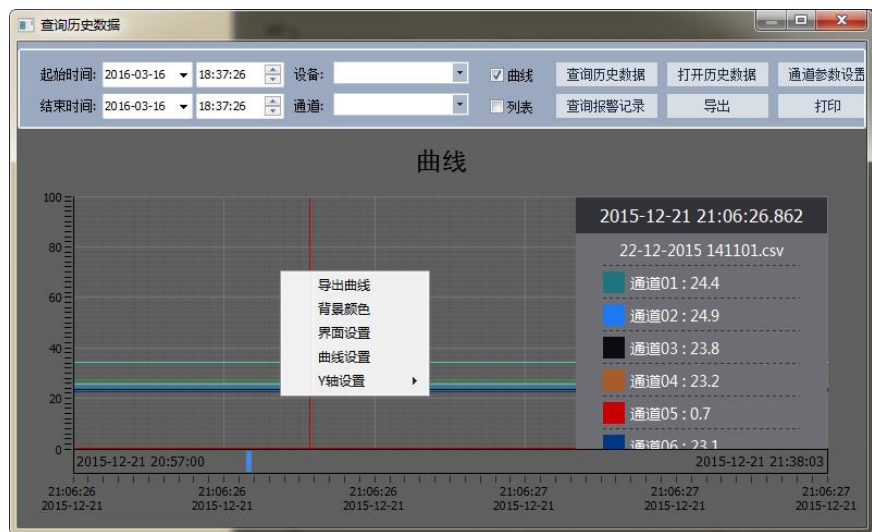 查询历史数据
起始时间: 2016-03-16 18:37:26 设备: 曲线 查询历史数据 打开历史数据 通道参数设置
结束时间: 2016-03-16 18:37:26 通道: 列表 查询报警记录 导出 打印
曲线
100
80
60
40
20
0
2015-12-21 21:06:26.862
22-12-2015 141101.csv
通道01 : 24.4
通道02 : 24.9
通道03 : 23.8
通道04 : 23.2
通道05 : 0.7
通道06 : 23.1
导出曲线
背景颜色
界面设置
曲线设置
Y轴设置
2015-12-21 20:57:00 2015-12-21 21:38:03
21:06:26 21:06:26 21:06:26 21:06:27 21:06:27 21:06:27
2015-12-21 2015-12-21 2015-12-21 2015-12-21 2015-12-21 2015-12-21